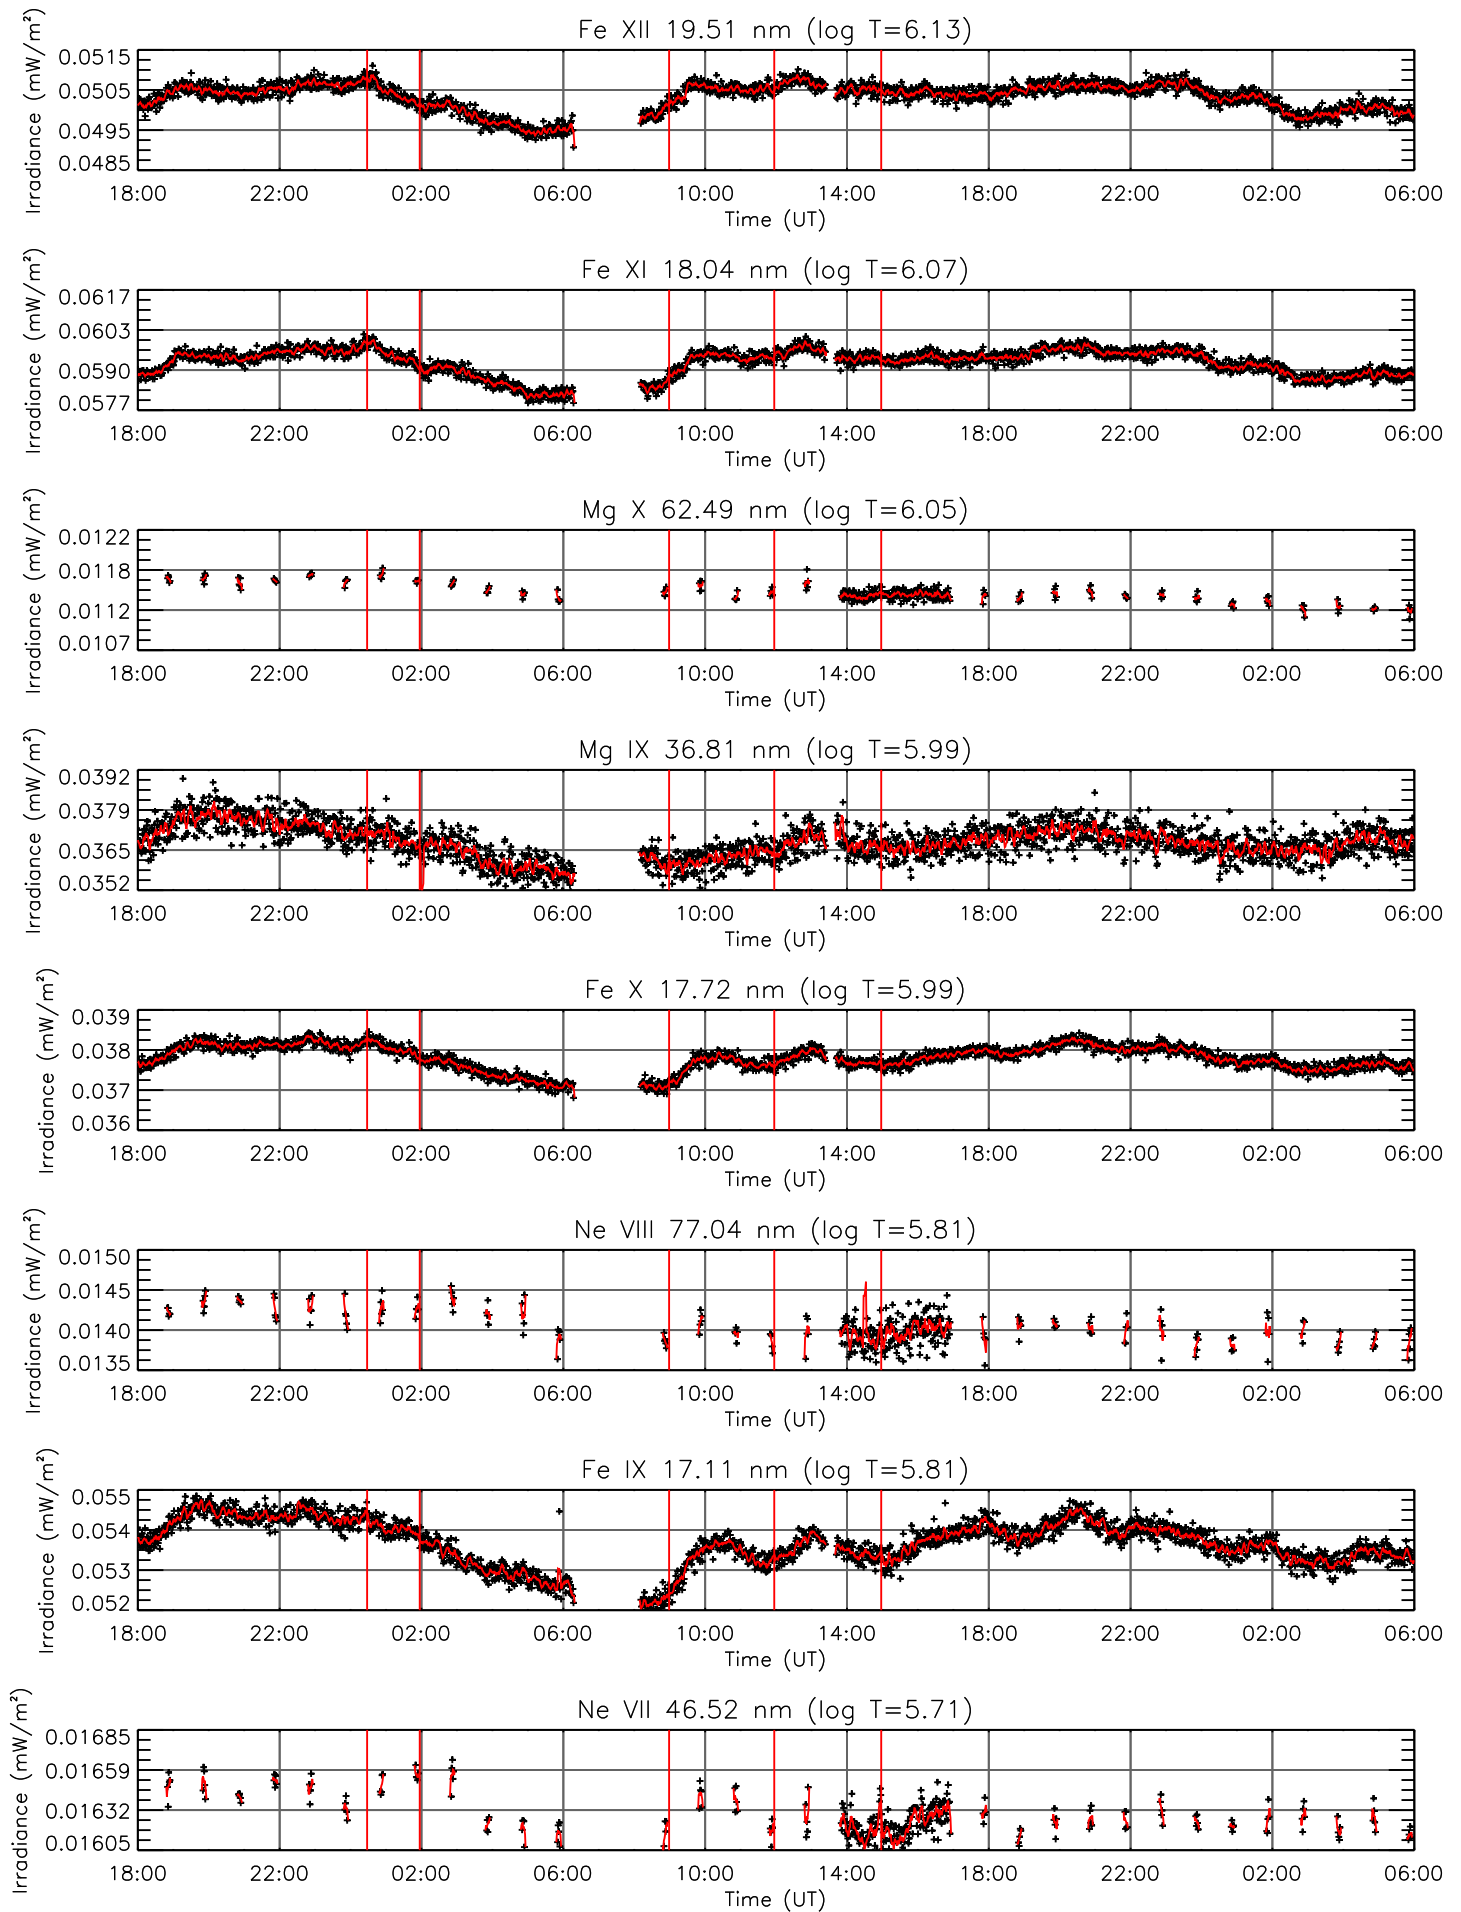 Fe XII 19.51 nm (log T=6.13)
Irradiance (mW/m²)
0.0515
0.0505
0.0495
0.0485
18:00 22:00 02:00 06:00 10:00 14:00 18:00 22:00 02:00 06:00
Time (UT)
Fe XI 18.04 nm (log T=6.07)
Irradiance (mW/m²)
0.0617
0.0603
0.0590
0.0577
18:00 22:00 02:00 06:00 10:00 14:00 18:00 22:00 02:00 06:00
Time (UT)
Mg X 62.49 nm (log T=6.05)
Irradiance (mW/m²)
0.0122
0.0118
0.0112
0.0107
18:00 22:00 02:00 06:00 10:00 14:00 18:00 22:00 02:00 06:00
Time (UT)
Mg IX 36.81 nm (log T=5.99)
Irradiance (mW/m²)
0.0392
0.0379
0.0365
0.0352
18:00 22:00 02:00 06:00 10:00 14:00 18:00 22:00 02:00 06:00
Time (UT)
Fe X 17.72 nm (log T=5.99)
Irradiance (mW/m²)
0.039
0.038
0.037
0.036
18:00 22:00 02:00 06:00 10:00 14:00 18:00 22:00 02:00 06:00
Time (UT)
Ne VIII 77.04 nm (log T=5.81)
Irradiance (mW/m²)
0.0150
0.0145
0.0140
0.0135
18:00 22:00 02:00 06:00 10:00 14:00 18:00 22:00 02:00 06:00
Time (UT)
Fe IX 17.11 nm (log T=5.81)
Irradiance (mW/m²)
0.055
0.054
0.053
0.052
18:00 22:00 02:00 06:00 10:00 14:00 18:00 22:00 02:00 06:00
Time (UT)
Ne VII 46.52 nm (log T=5.71)
Irradiance (mW/m²)
0.01685
0.01659
0.01632
0.01605
18:00 22:00 02:00 06:00 10:00 14:00 18:00 22:00 02:00 06:00
Time (UT)